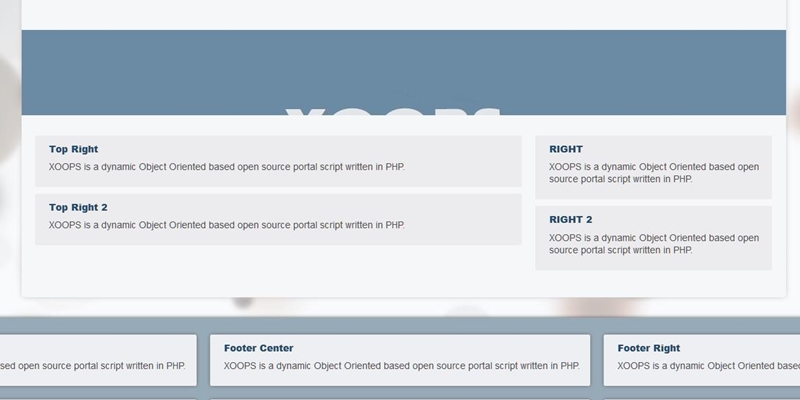 XOOPS
Top Right
XOOPS is a dynamic Object Oriented based open source portal script written in PHP.
Top Right 2
XOOPS is a dynamic Object Oriented based open source portal script written in PHP.
RIGHT
XOOPS is a dynamic Object Oriented based open
source portal script written in PHP.
RIGHT 2
XOOPS is a dynamic Object Oriented based open
source portal script written in PHP.
sed open source portal script written in PHP.
Footer Center
XOOPS is a dynamic Object Oriented based open source portal script written in PHP.
Footer Right
XOOPS is a dynamic Object Oriented base